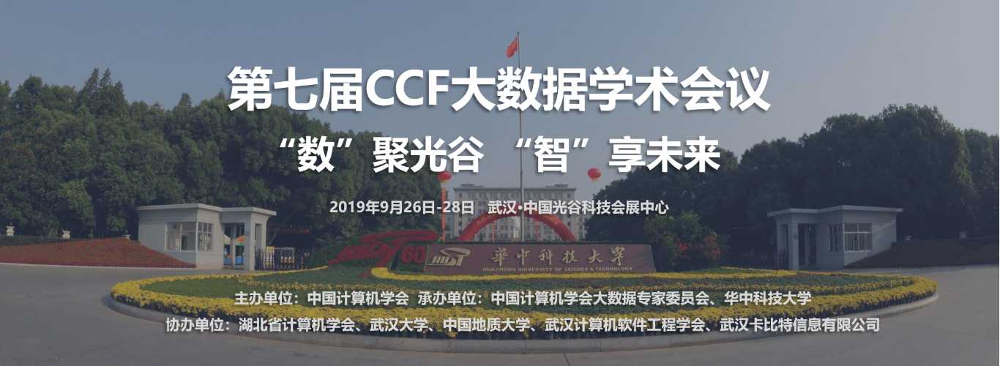 第七届CCF大数据学术会议
“数”聚光谷 “智”享未来
2019年9月26日-28日 武汉·中国光谷科技会展中心
HUST 60
HUST 華中科技大學
HUAZHONG UNIVERSITY OF SCIENCE & TECHNOLOGY
主办单位：中国计算机学会 承办单位：中国计算机学会大数据专家委员会、华中科技大学
协办单位：湖北省计算机学会、武汉大学、中国地质大学、武汉计算机软件工程学会、武汉卡比特信息有限公司